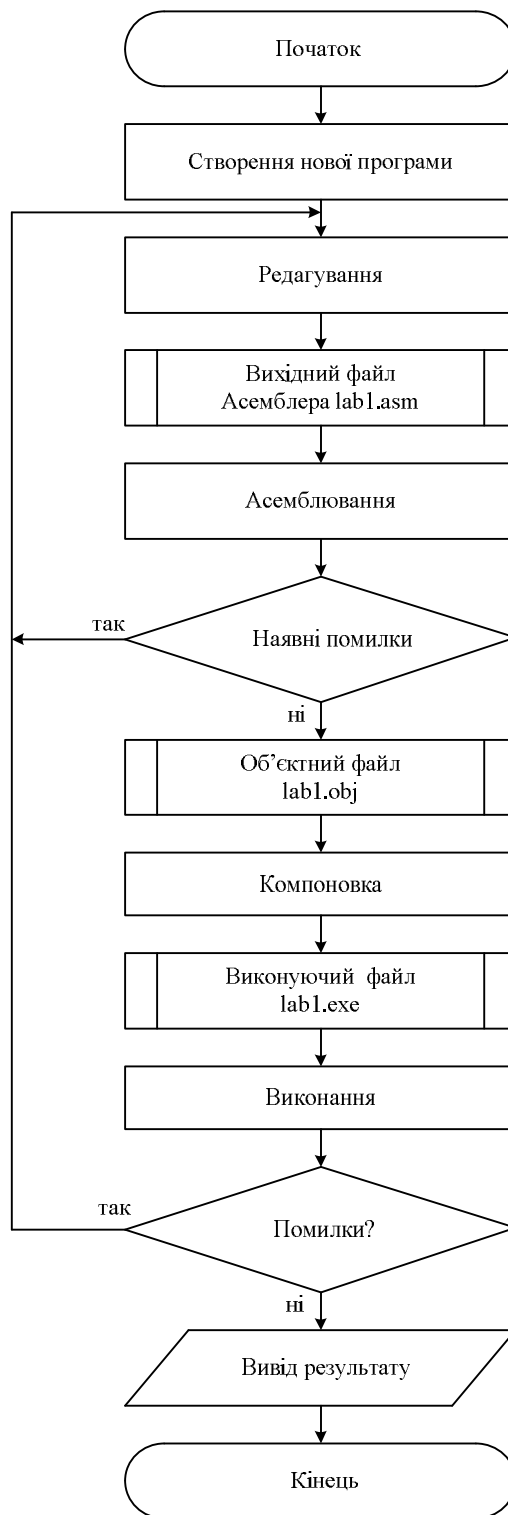 Початок
Створення нової програми
Редагування
Вихідний файл
Асемблера lab1.asm
Асемблювання
так
Наявні помилки
ні
Об’єктний файл
lab1.obj
Компоновка
Виконуючий файл
lab1.exe
Виконання
так
Помилки?
ні
Вивід результату
Кінець